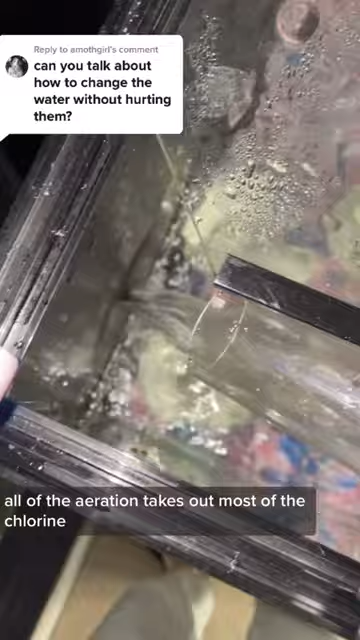 Reply to amothgirl's comment
can you talk about
how to change the
water without hurting
them?
all of the aeration takes out most of the
chlorine